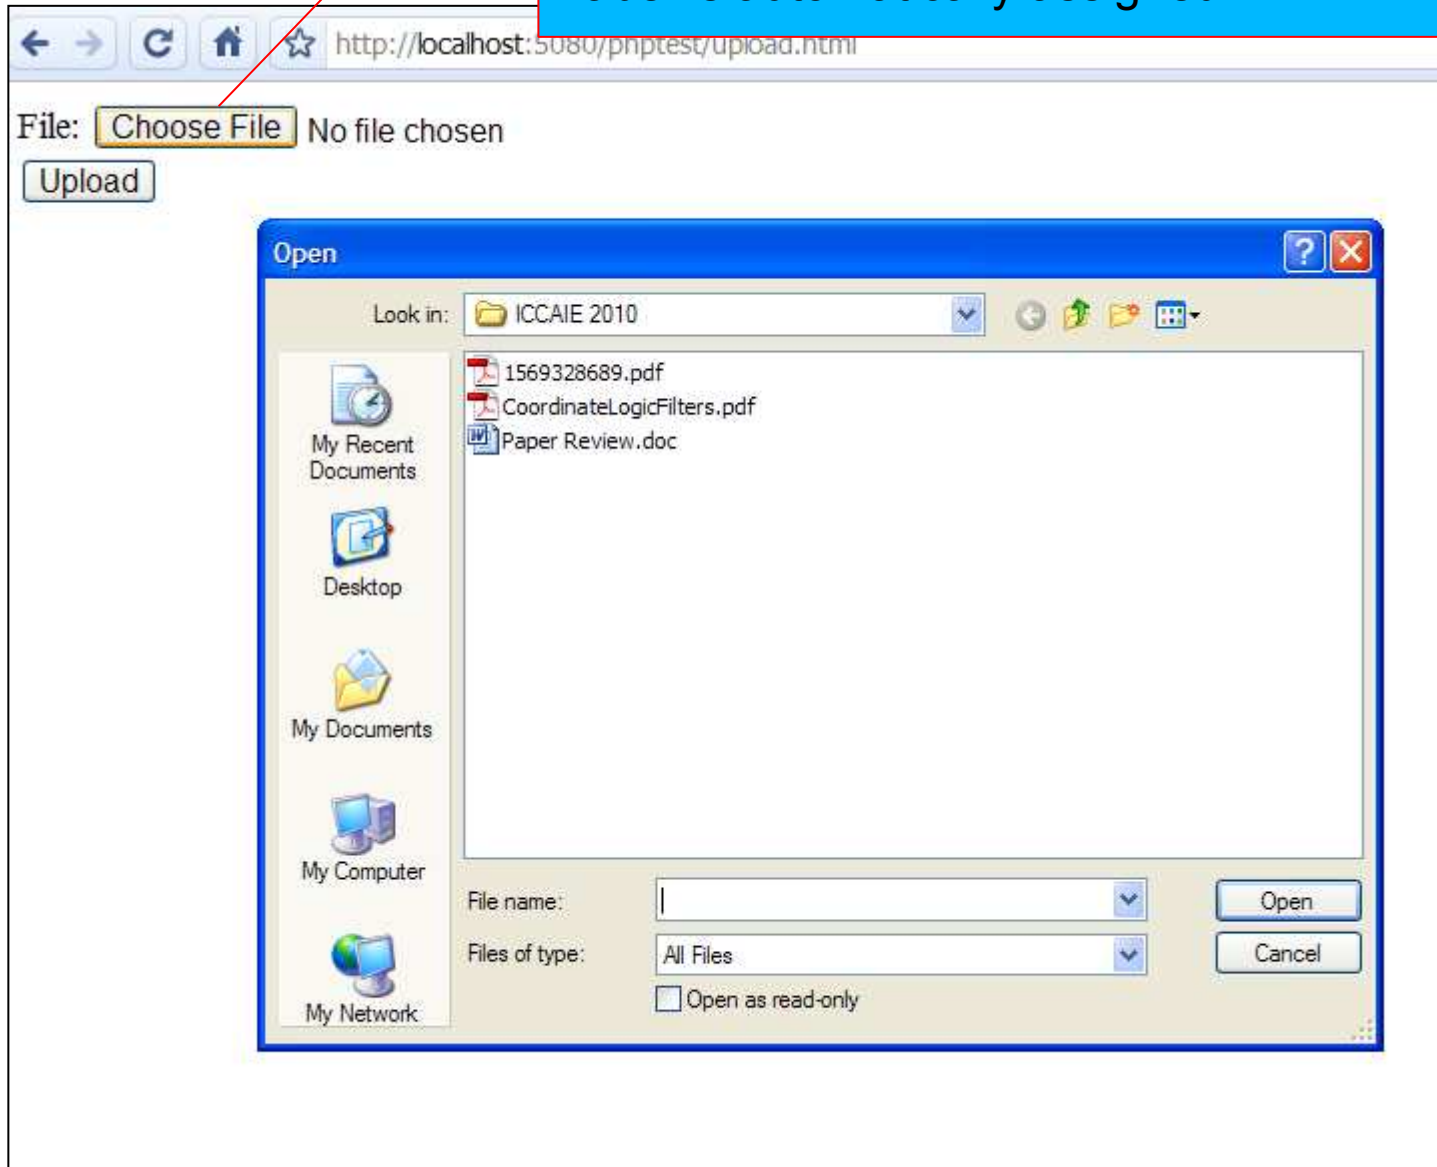 http://localhost:5080/phptest/upload.html
File: Choose File No file chosen
Upload
Open
Look in: ICCAIE 2010
1569328689.pdf
CoordinateLogicFilters.pdf
Paper Review.doc
My Recent
Documents
Desktop
My Documents
My Computer
My Network
File name:
Open
Files of type: All Files
Cancel
Open as read-only